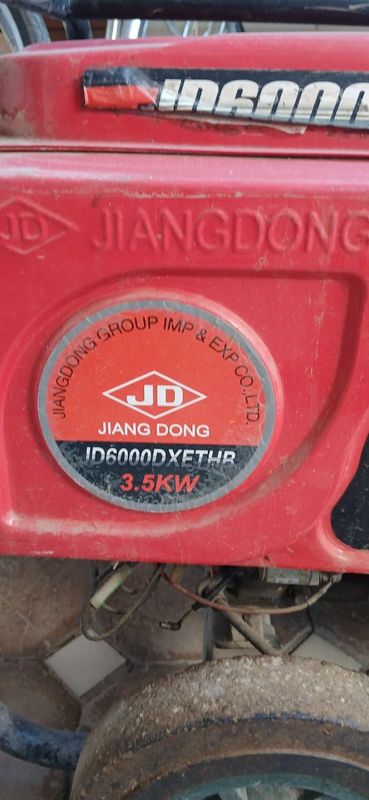 JD6000
JD JIANGDONG
JIANGDONG GROUP IMP & EXP CO.,LTD.
JD
JIANG DONG
JD6000DXETHB
3.5KW